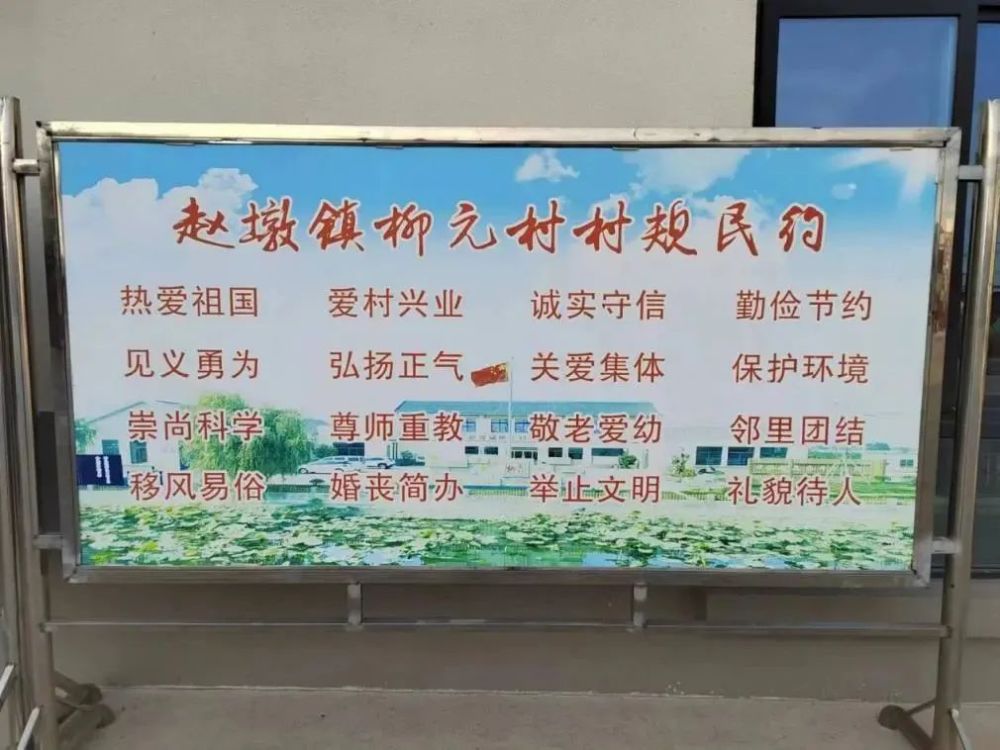 赵墩镇柳元村村规民约
热爱祖国 爱村兴业 诚实守信 勤俭节约
见义勇为 弘扬正气 关爱集体 保护环境
崇尚科学 尊师重教 敬老爱幼 邻里团结
移风易俗 婚丧简办 举止文明 礼貌待人